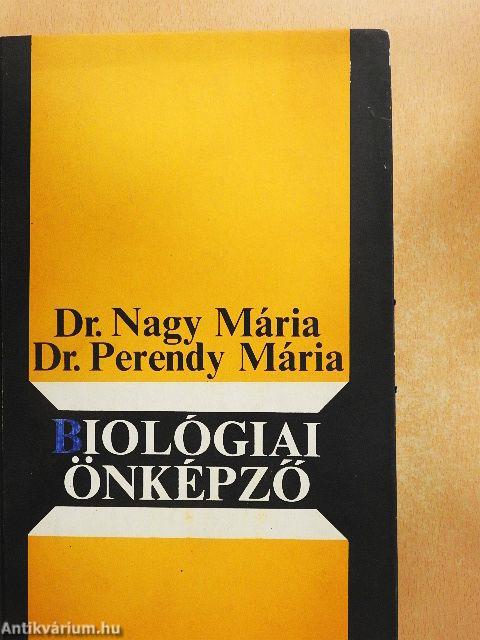 Dr. Nagy Mária
Dr. Perendy Mária
BIOLÓGIAI
ÖNKÉPZŐ
Antikvárium.hu